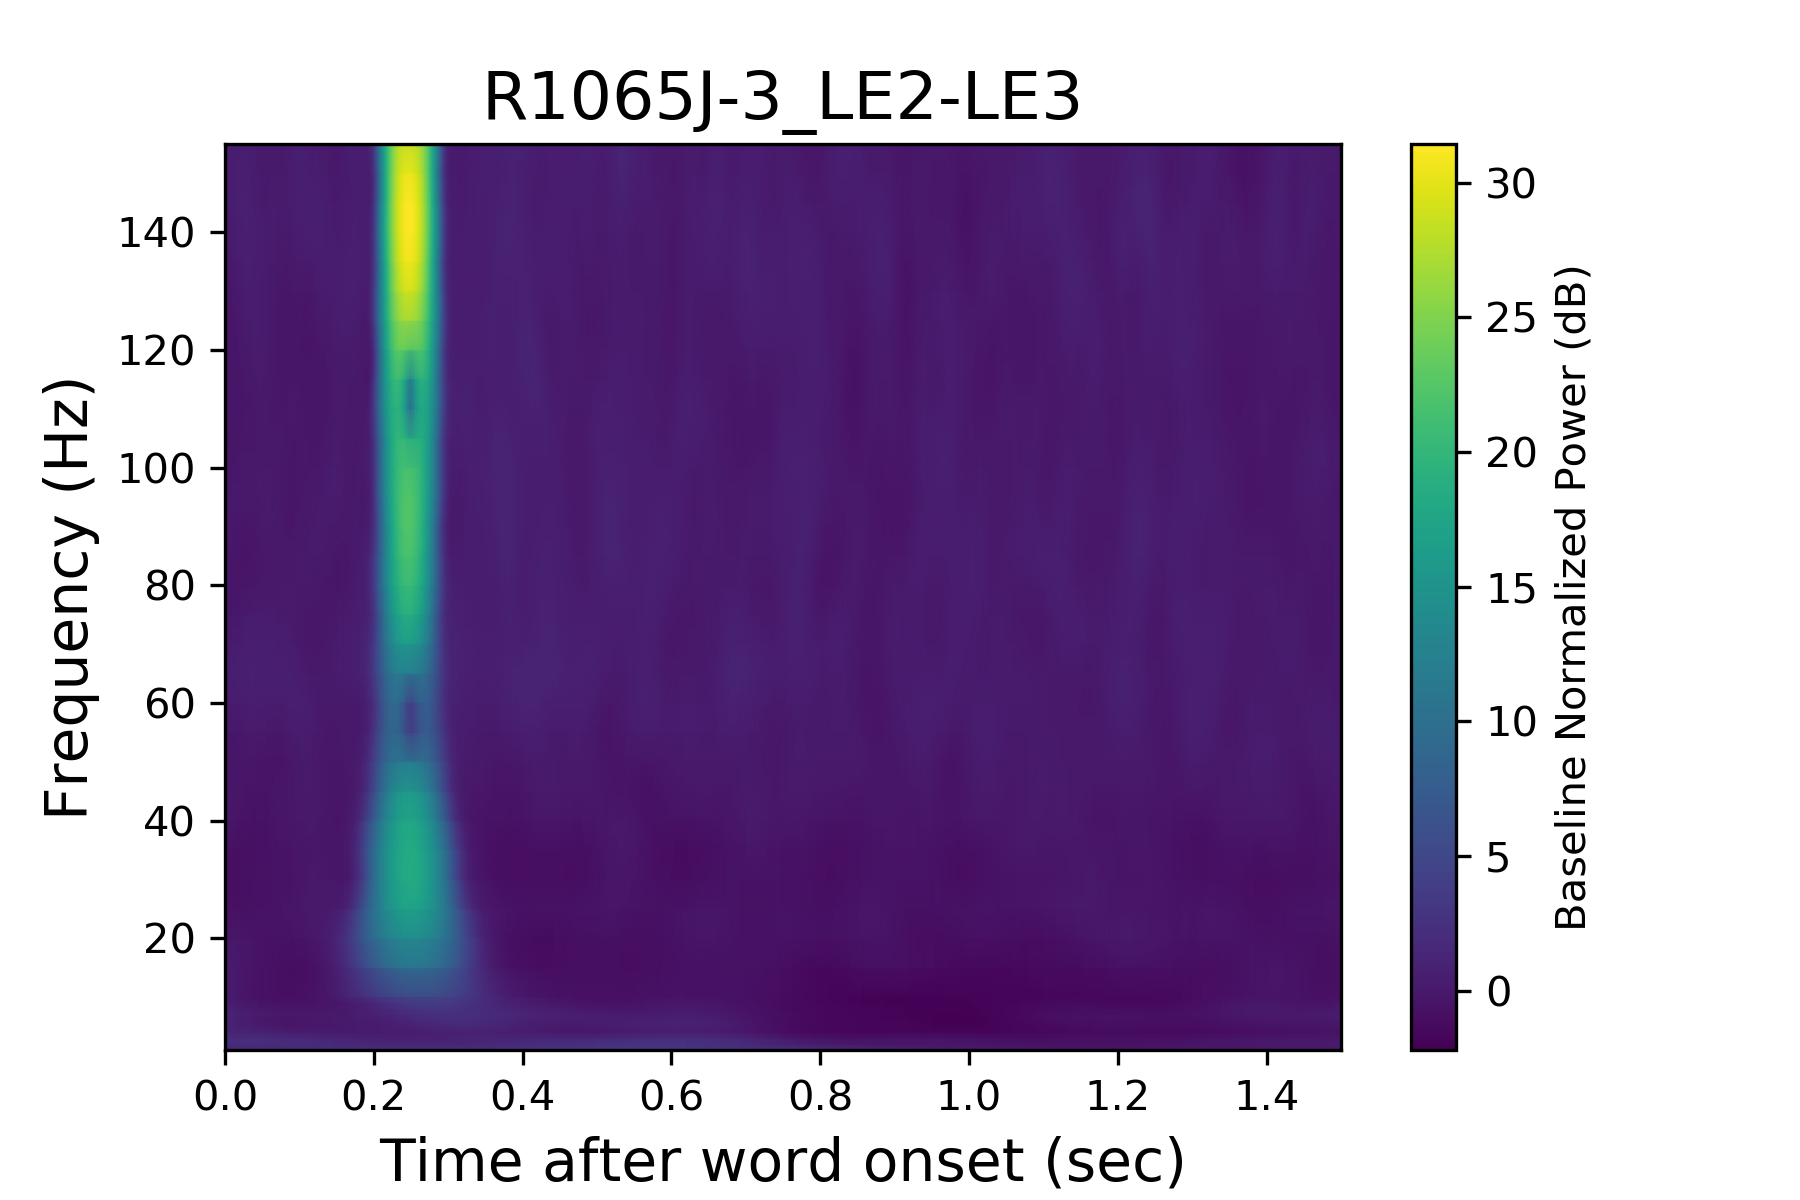 R1065J-3_LE2-LE3
140
120
100
80
60
40
20
Frequency (Hz)
0.0 0.2 0.4 0.6 0.8 1.0 1.2 1.4
Time after word onset (sec)
30
25
20
15
10
5
0
Baseline Normalized Power (dB)